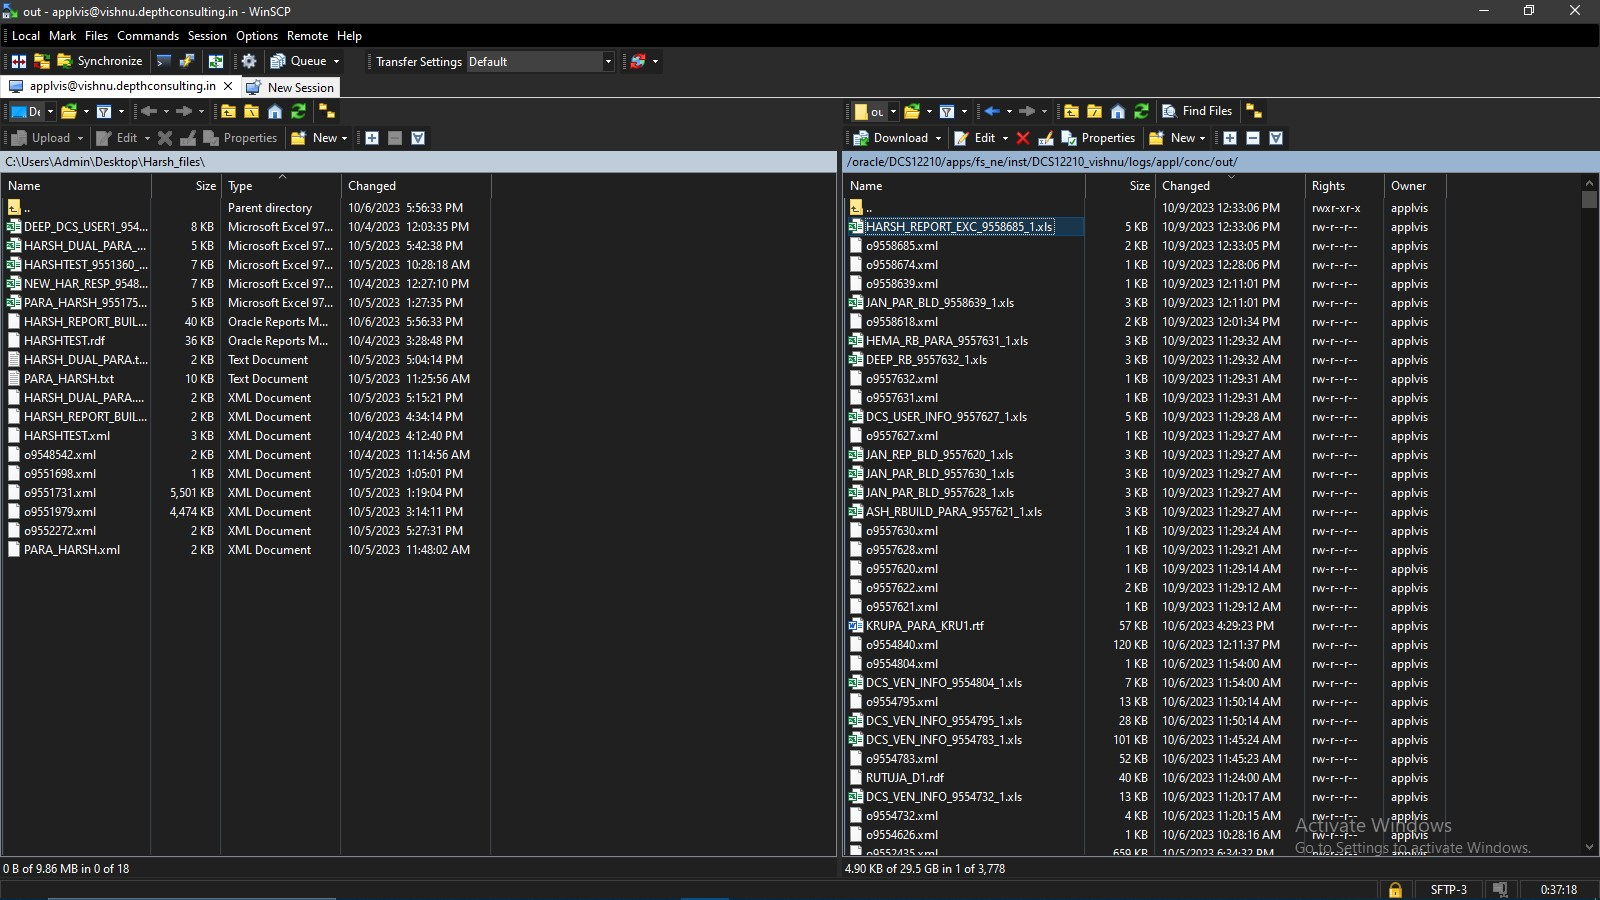 out - applvis@vishnu.depthconsulting.in - WinSCP
Local Mark Files Commands Session Options Remote Help
Synchronize Queue Transfer Settings Default
applvis@vishnu.depthconsulting.in New Session
De
ou Find Files
Upload Edit Properties New
Download Edit Properties New
C:\Users\Admin\Desktop\Harsh_files\
Name Size Type Changed
.. Parent directory 10/6/2023 5:56:33 PM
DEEP_DCS_USER1_954... 8 KB Microsoft Excel 97... 10/4/2023 12:03:35 PM
HARSH_DUAL_PARA_... 5 KB Microsoft Excel 97... 10/5/2023 5:42:38 PM
HARSHTEST_9551360_... 7 KB Microsoft Excel 97... 10/5/2023 10:28:18 AM
NEW_HAR_RESP_9548... 7 KB Microsoft Excel 97... 10/4/2023 12:27:10 PM
PARA_HARSH_955175... 5 KB Microsoft Excel 97... 10/5/2023 1:27:35 PM
HARSH_REPORT_BUIL... 40 KB Oracle Reports M... 10/6/2023 5:56:33 PM
HARSHTEST.rdf 36 KB Oracle Reports M... 10/4/2023 3:28:48 PM
HARSH_DUAL_PARA.t... 2 KB Text Document 10/5/2023 5:04:14 PM
PARA_HARSH.txt 10 KB Text Document 10/5/2023 11:25:56 AM
HARSH_DUAL_PARA.... 2 KB XML Document 10/5/2023 5:15:21 PM
HARSH_REPORT_BUIL... 2 KB XML Document 10/6/2023 4:34:14 PM
HARSHTEST.xml 3 KB XML Document 10/4/2023 4:12:40 PM
o9548542.xml 2 KB XML Document 10/4/2023 11:14:56 AM
o9551698.xml 1 KB XML Document 10/5/2023 1:05:01 PM
o9551731.xml 5,501 KB XML Document 10/5/2023 1:19:04 PM
o9551979.xml 4,474 KB XML Document 10/5/2023 3:14:11 PM
o9552272.xml 2 KB XML Document 10/5/2023 5:27:31 PM
PARA_HARSH.xml 2 KB XML Document 10/5/2023 11:48:02 AM
0 B of 9.86 MB in 0 of 18
/oracle/DCS12210/apps/fs_ne/inst/DCS12210_vishnu/logs/appl/conc/out/
Name Size Changed Rights Owner
.. 10/9/2023 12:33:06 PM rwxr-xr-x applvis
HARSH_REPORT_EXC_9558685_1.xls 5 KB 10/9/2023 12:33:06 PM rw-r--r-- applvis
o9558685.xml 2 KB 10/9/2023 12:33:05 PM rw-r--r-- applvis
o9558674.xml 1 KB 10/9/2023 12:28:06 PM rw-r--r-- applvis
o9558639.xml 1 KB 10/9/2023 12:11:01 PM rw-r--r-- applvis
JAN_PAR_BLD_9558639_1.xls 3 KB 10/9/2023 12:11:01 PM rw-r--r-- applvis
o9558618.xml 2 KB 10/9/2023 12:01:34 PM rw-r--r-- applvis
HEMA_RB_PARA_9557631_1.xls 3 KB 10/9/2023 11:29:32 AM rw-r--r-- applvis
DEEP_RB_9557632_1.xls 3 KB 10/9/2023 11:29:32 AM rw-r--r-- applvis
o9557632.xml 1 KB 10/9/2023 11:29:31 AM rw-r--r-- applvis
o9557631.xml 1 KB 10/9/2023 11:29:31 AM rw-r--r-- applvis
DCS_USER_INFO_9557627_1.xls 5 KB 10/9/2023 11:29:28 AM rw-r--r-- applvis
o9557627.xml 1 KB 10/9/2023 11:29:27 AM rw-r--r-- applvis
JAN_REP_BLD_9557620_1.xls 3 KB 10/9/2023 11:29:27 AM rw-r--r-- applvis
JAN_PAR_BLD_9557630_1.xls 3 KB 10/9/2023 11:29:27 AM rw-r--r-- applvis
JAN_PAR_BLD_9557628_1.xls 3 KB 10/9/2023 11:29:27 AM rw-r--r-- applvis
ASH_RBUILD_PARA_9557621_1.xls 3 KB 10/9/2023 11:29:27 AM rw-r--r-- applvis
o9557630.xml 1 KB 10/9/2023 11:29:24 AM rw-r--r-- applvis
o9557628.xml 1 KB 10/9/2023 11:29:21 AM rw-r--r-- applvis
o9557620.xml 1 KB 10/9/2023 11:29:14 AM rw-r--r-- applvis
o9557622.xml 2 KB 10/9/2023 11:29:12 AM rw-r--r-- applvis
o9557621.xml 1 KB 10/9/2023 11:29:12 AM rw-r--r-- applvis
KRUPA_PARA_KRU1.rtf 57 KB 10/6/2023 4:29:23 PM rw-r--r-- applvis
o9554840.xml 120 KB 10/6/2023 12:11:37 PM rw-r--r-- applvis
o9554804.xml 1 KB 10/6/2023 11:54:00 AM rw-r--r-- applvis
DCS_VEN_INFO_9554804_1.xls 7 KB 10/6/2023 11:54:00 AM rw-r--r-- applvis
o9554795.xml 13 KB 10/6/2023 11:50:14 AM rw-r--r-- applvis
DCS_VEN_INFO_9554795_1.xls 28 KB 10/6/2023 11:50:14 AM rw-r--r-- applvis
DCS_VEN_INFO_9554783_1.xls 101 KB 10/6/2023 11:45:24 AM rw-r--r-- applvis
o9554783.xml 52 KB 10/6/2023 11:45:23 AM rw-r--r-- applvis
RUTUJA_D1.rdf 40 KB 10/6/2023 11:24:00 AM rw-r--r-- applvis
DCS_VEN_INFO_9554732_1.xls 13 KB 10/6/2023 11:20:17 AM rw-r--r-- applvis
o9554732.xml 4 KB 10/6/2023 11:20:15 AM rw-r--r-- applvis
o9554626.xml 1 KB 10/6/2023 10:28:16 AM rw-r--r-- applvis
o9552435.xml 659 KB 10/5/2023 6:34:32 PM rw-r--r-- applvis
Activate Windows
Go to Settings to activate Windows.
4.90 KB of 29.5 GB in 1 of 3,778
SFTP-3 0:37:18